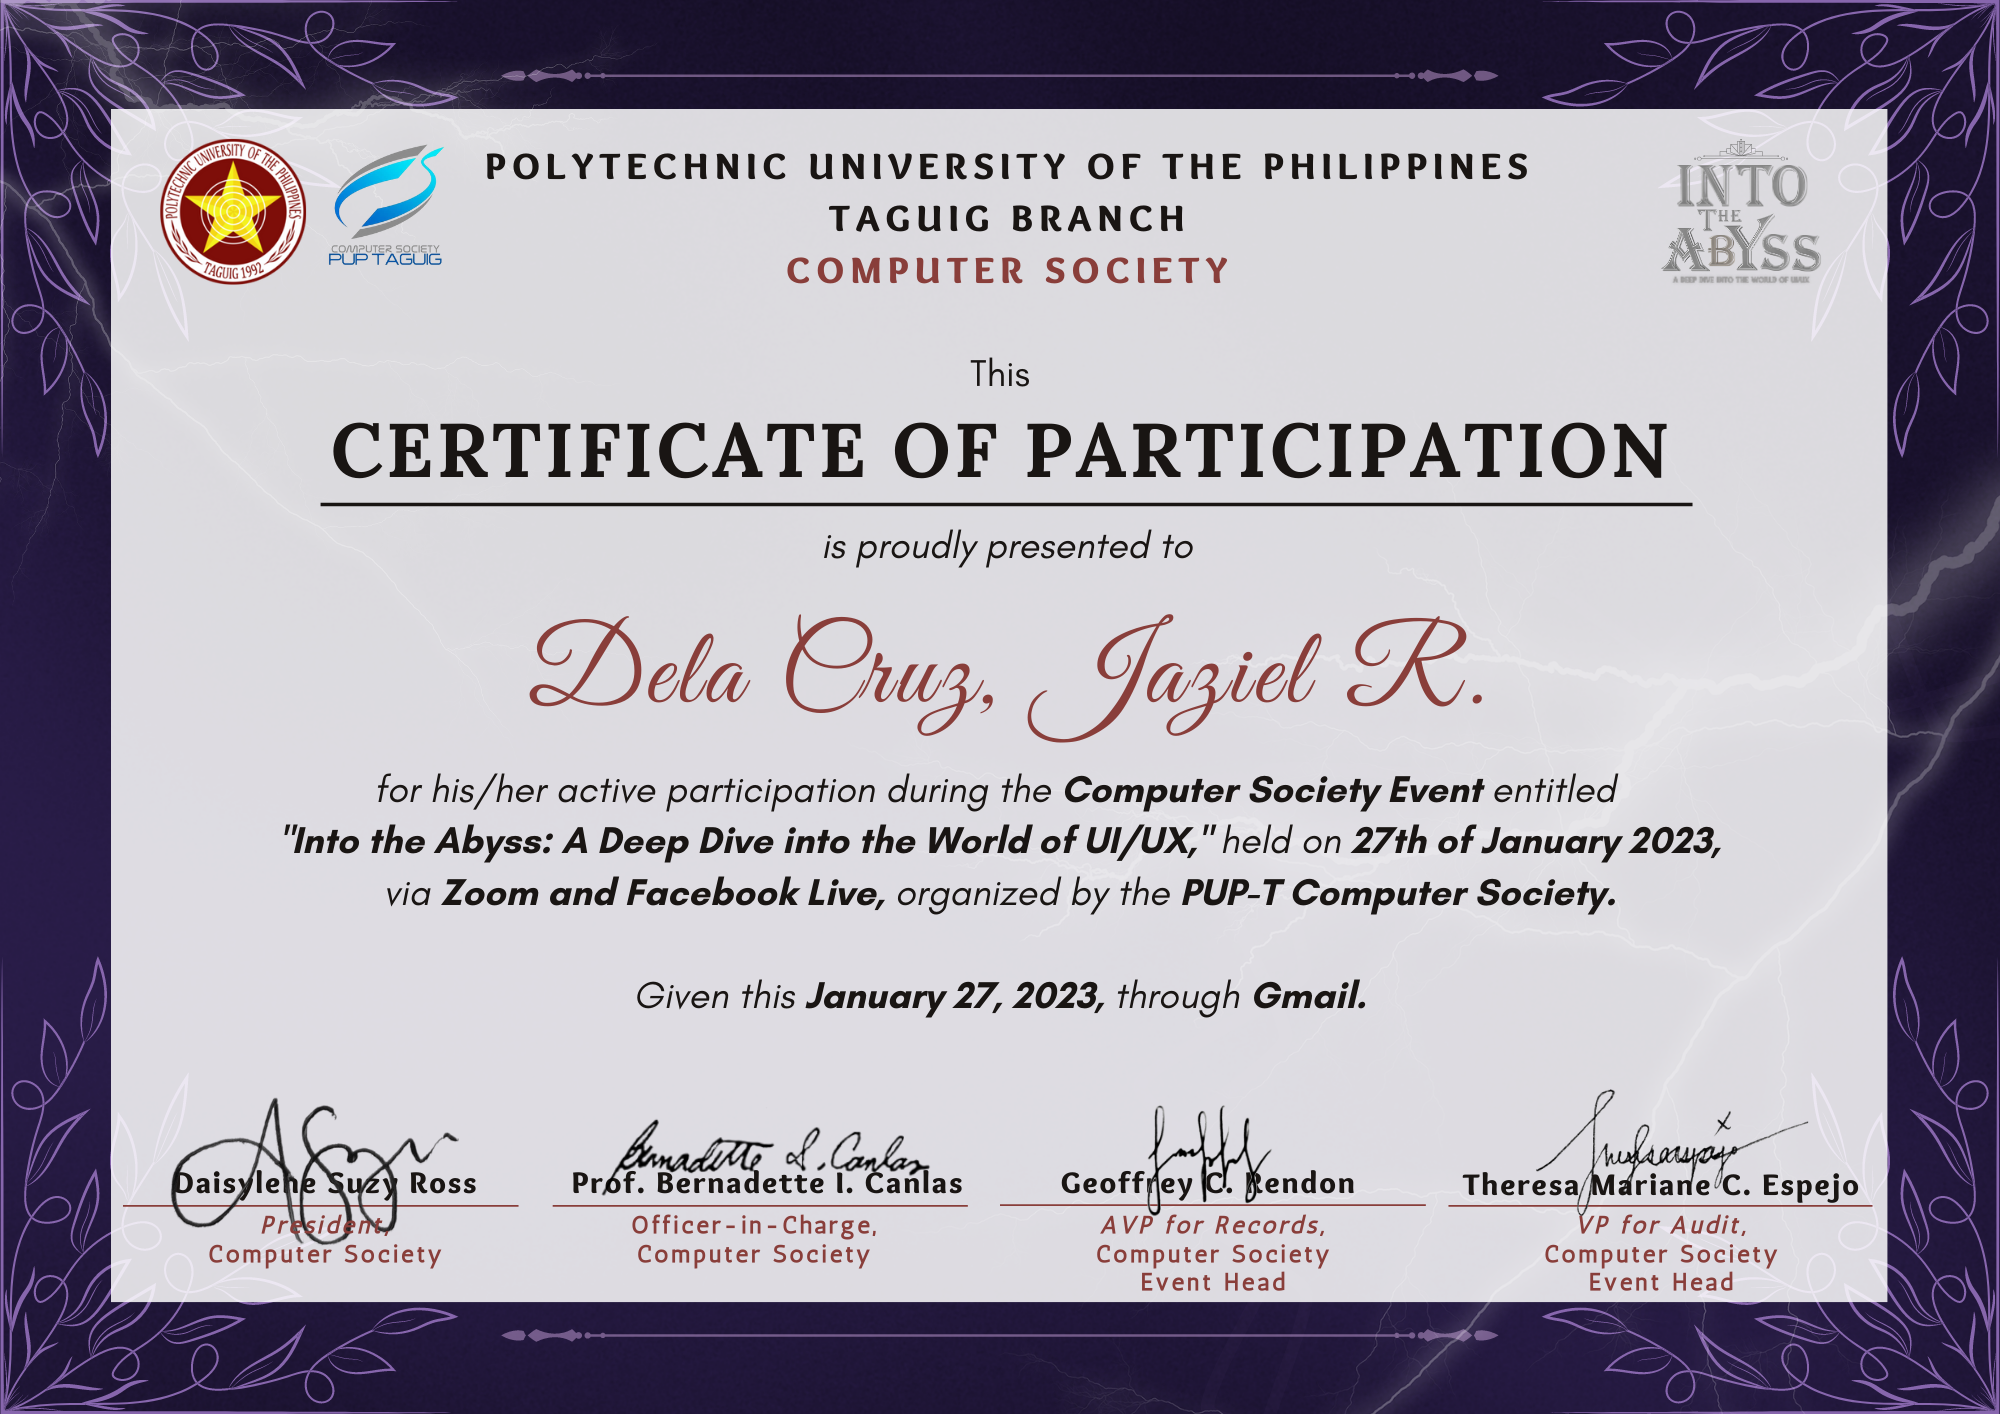 POLYTECHNIC UNIVERSITY OF THE PHILIPPINES
TAGUIG 1992
COMPUTER SOCIETY
PUP TAGUIG
POLYTECHNIC UNIVERSITY OF THE PHILIPPINES
TAGUIG BRANCH
COMPUTER SOCIETY
INTO
THE
ABYSS
A DEEP DIVE INTO THE WORLD OF UI/UX
This
CERTIFICATE OF PARTICIPATION
is proudly presented to
Dela Cruz, Jaziel R.
for his/her active participation during the Computer Society Event entitled
"Into the Abyss: A Deep Dive into the World of UI/UX," held on 27th of January 2023,
via Zoom and Facebook Live, organized by the PUP-T Computer Society.
Given this January 27, 2023, through Gmail.
Bernadette I. Canlas
Daisylene Suzy Ross
President,
Computer Society
Prof. Bernadette I. Canlas
Officer-in-Charge,
Computer Society
Geoffrey C. Rendon
AVP for Records,
Computer Society
Event Head
Theresa Mariane C. Espejo
VP for Audit,
Computer Society
Event Head